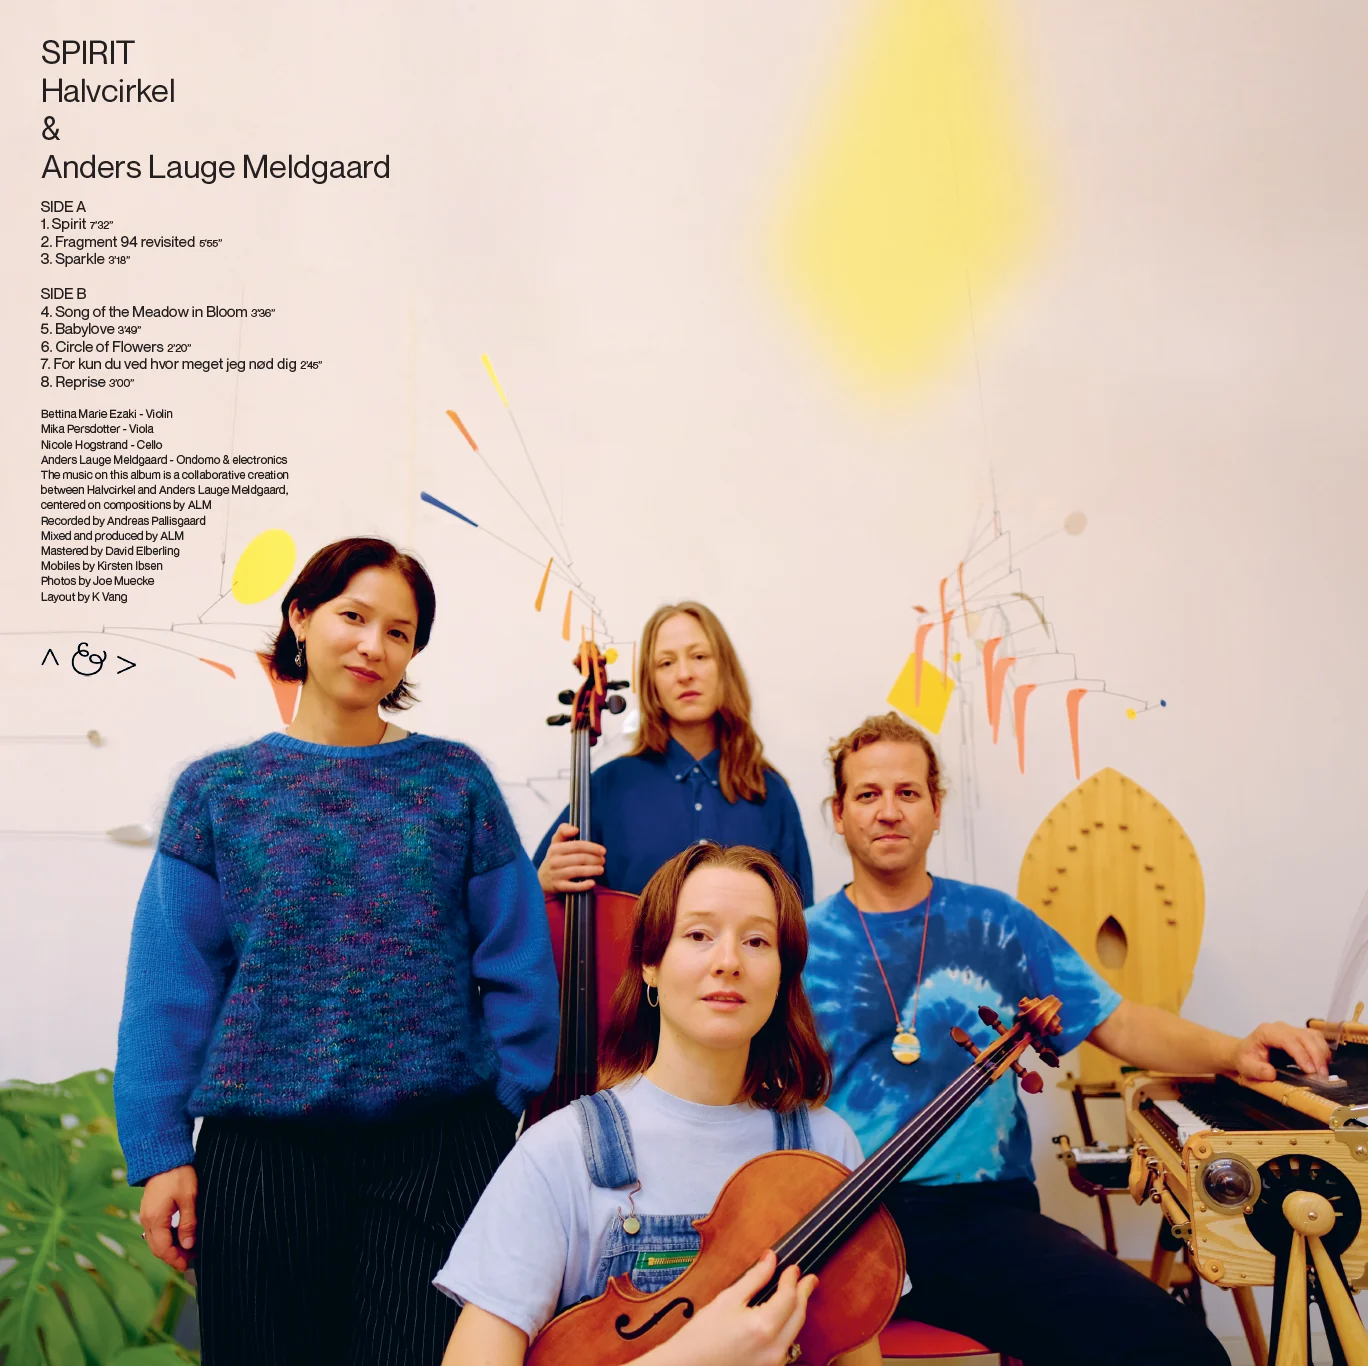 SPIRIT
Halvcirkel
&
Anders Lauge Meldgaard
SIDE A
1. Spirit 7'32"
2. Fragment 94 revisited 5'55"
3. Sparkle 3'18"
SIDE B
4. Song of the Meadow in Bloom 3'36"
5. Babylove 3'49"
6. Circle of Flowers 2'20"
7. For kun du ved hvor meget jeg nød dig 2'45"
8. Reprise 3'00"
Bettina Marie Ezaki - Violin
Mika Persdotter - Viola
Nicole Hogstrand - Cello
Anders Lauge Meldgaard - Ondomo & electronics
The music on this album is a collaborative creation
between Halvcirkel and Anders Lauge Meldgaard,
centered on compositions by ALM
Recorded by Andreas Pallisgaard
Mixed and produced by ALM
Mastered by David Elberling
Mobiles by Kirsten Ibsen
Photos by Joe Muecke
Layout by K Vang
^ & >